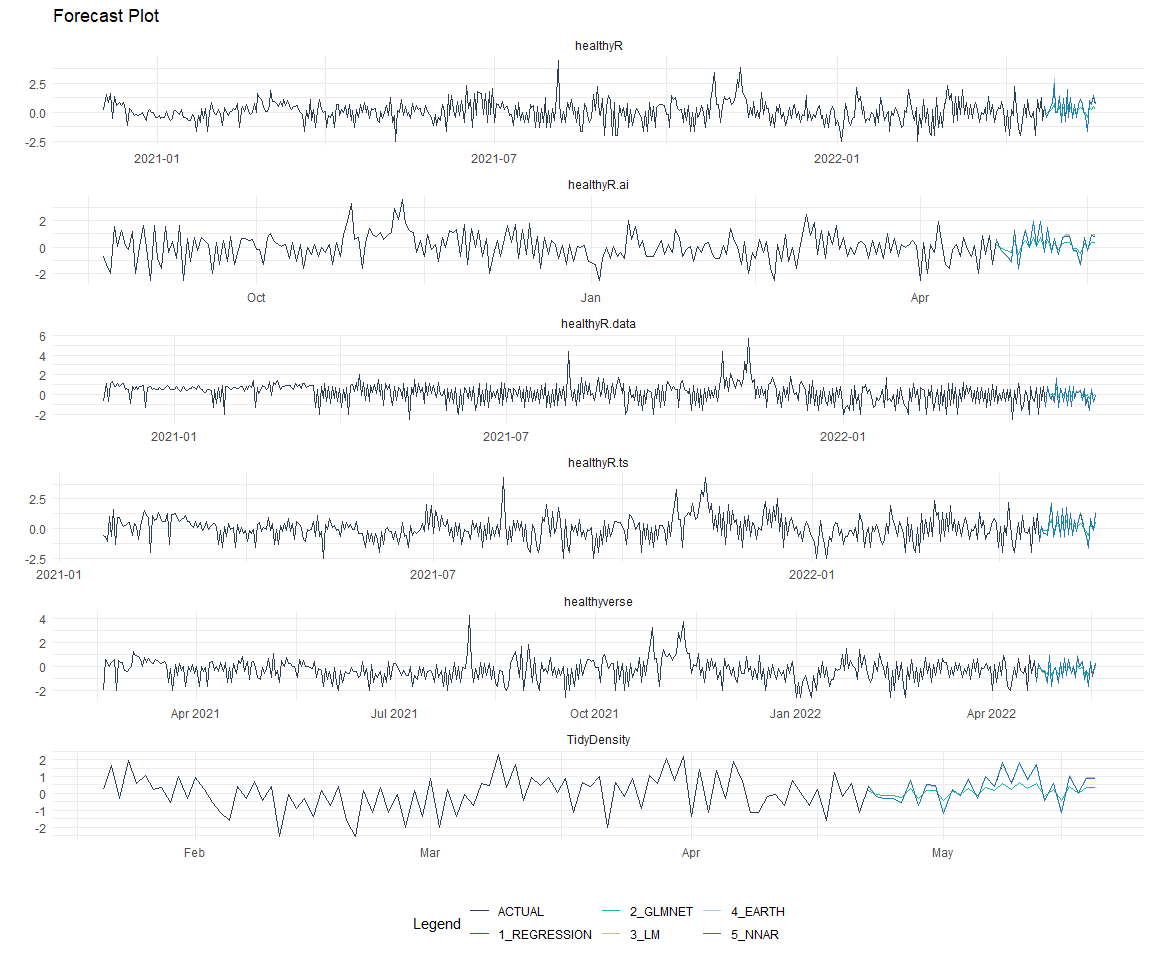 Forecast Plot
healthyR
2.5
0.0
-2.5
2021-01 2021-07 2022-01
healthyR.ai
2
0
-2
Oct Jan Apr
healthyR.data
6
4
2
0
-2
2021-01 2021-07 2022-01
healthyR.ts
2.5
0.0
-2.5
2021-01 2021-07 2022-01
healthyverse
4
2
0
-2
Apr 2021 Jul 2021 Oct 2021 Jan 2022 Apr 2022
TidyDensity
2
1
0
-1
-2
Feb Mar Apr May
Legend
ACTUAL 2_GLMNET 4_EARTH
1_REGRESSION 3_LM 5_NNAR